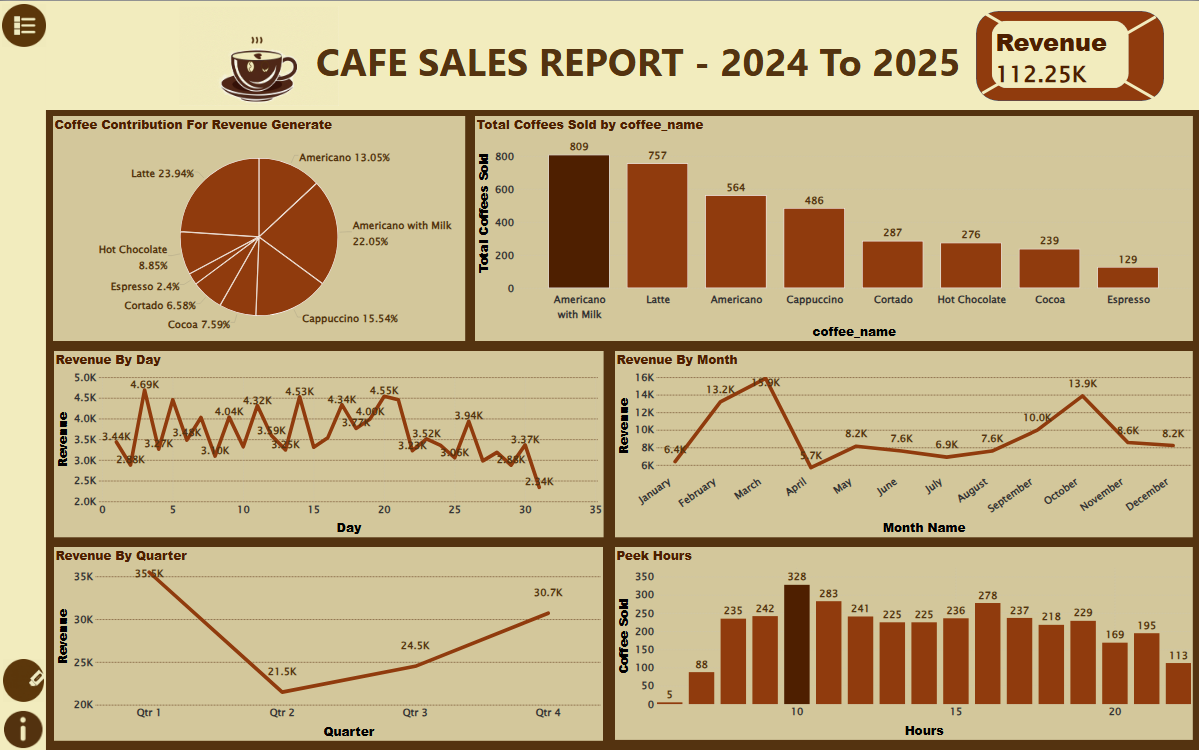 CAFE SALES REPORT - 2024 To 2025
Revenue
112.25K
Coffee Contribution For Revenue Generate
Americano 13.05%
Latte 23.94%
Americano with Milk
22.05%
Hot Chocolate
8.85%
Espresso 2.4%
Cortado 6.58%
Cocoa 7.59%
Cappuccino 15.54%
Total Coffees Sold by coffee_name
Total Coffees Sold
800
600
400
200
0
809
757
564
486
287
276
239
129
Americano
with Milk
Latte
Americano
Cappuccino
Cortado
Hot Chocolate
Cocoa
Espresso
coffee_name
Revenue By Day
Revenue
5.0K
4.5K
4.0K
3.5K
3.0K
2.5K
2.0K
3.44K
2.88K
4.69K
3.27K
3.48K
3.10K
4.04K
4.32K
3.59K
3.25K
4.53K
4.34K
3.77K
4.00K
4.55K
3.23K
3.52K
3.06K
3.94K
2.88K
3.37K
2.34K
0
5
10
15
20
25
30
35
Day
Revenue By Month
Revenue
16K
14K
12K
10K
8K
6K
6.4K
13.2K
15.9K
5.7K
8.2K
7.6K
6.9K
7.6K
10.0K
13.9K
8.6K
8.2K
January
February
March
April
May
June
July
August
September
October
November
December
Month Name
Revenue By Quarter
Revenue
35K
30K
25K
20K
35.5K
21.5K
24.5K
30.7K
Qtr 1
Qtr 2
Qtr 3
Qtr 4
Quarter
Peek Hours
Coffee Sold
350
300
250
200
150
100
50
0
5
88
235
242
328
283
241
225
225
236
278
237
218
229
169
195
113
10
15
20
Hours